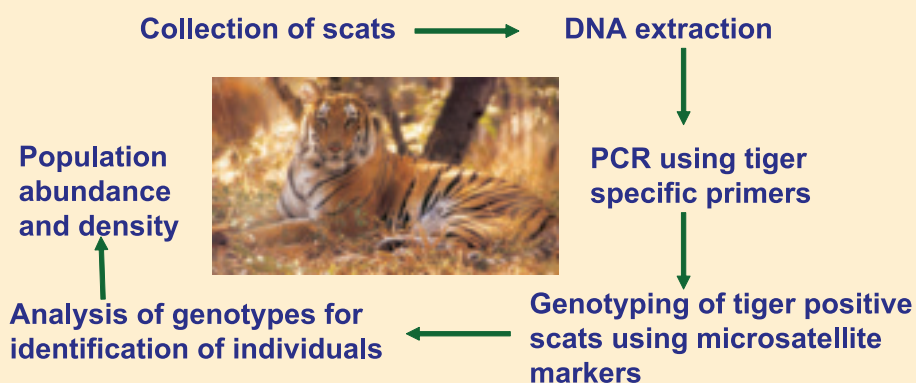 Collection of scats
DNA extraction
PCR using tiger
specific primers
Genotyping of tiger positive
scats using microsatellite
markers
Analysis of genotypes for
identification of individuals
Population
abundance
and density